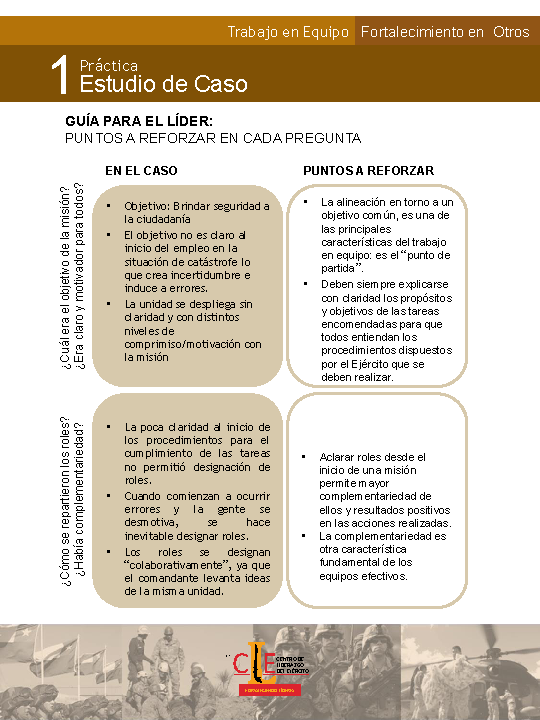 Trabajo en Equipo Fortalecimiento en Otros
1
Práctica
Estudio de Caso
GUÍA PARA EL LÍDER:
PUNTOS A REFORZAR EN CADA PREGUNTA
EN EL CASO
PUNTOS A REFORZAR
¿Cuál era el objetivo de la misión?
¿Era claro y motivador para todos?
• Objetivo: Brindar seguridad a
la ciudadanía
• El objetivo no es claro al
inicio del empleo en la
situación de catástrofe lo
que crea incertidumbre e
induce a errores.
• La unidad se despliega sin
claridad y con distintos
niveles de
comprimiso/motivación con
la misión
• La alineación en torno a un
objetivo común, es una de
las principales
características del trabajo
en equipo: es el “punto de
partida”.
• Deben siempre explicarse
con claridad los propósitos
y objetivos de las tareas
encomendadas para que
todos entiendan los
procedimientos dispuestos
por el Ejército que se
deben realizar.
¿Cómo se repartieron los roles?
¿Había complementariedad?
• La poca claridad al inicio de
los procedimientos para el
cumplimiento de las tareas
no permitió designación de
roles.
• Cuando comienzan a ocurrir
errores y la gente se
desmotiva, se hace
inevitable designar roles.
• Los roles se designan
“colaborativamente”, ya que
el comandante levanta ideas
de la misma unidad.
• Aclarar roles desde el
inicio de una misión
permite mayor
complementariedad de
ellos y resultados positivos
en las acciones realizadas.
• La complementariedad es
otra característica
fundamental de los
equipos efectivos.
CLE
CENTRO DE
LIDERAZGO
DEL EJÉRCITO